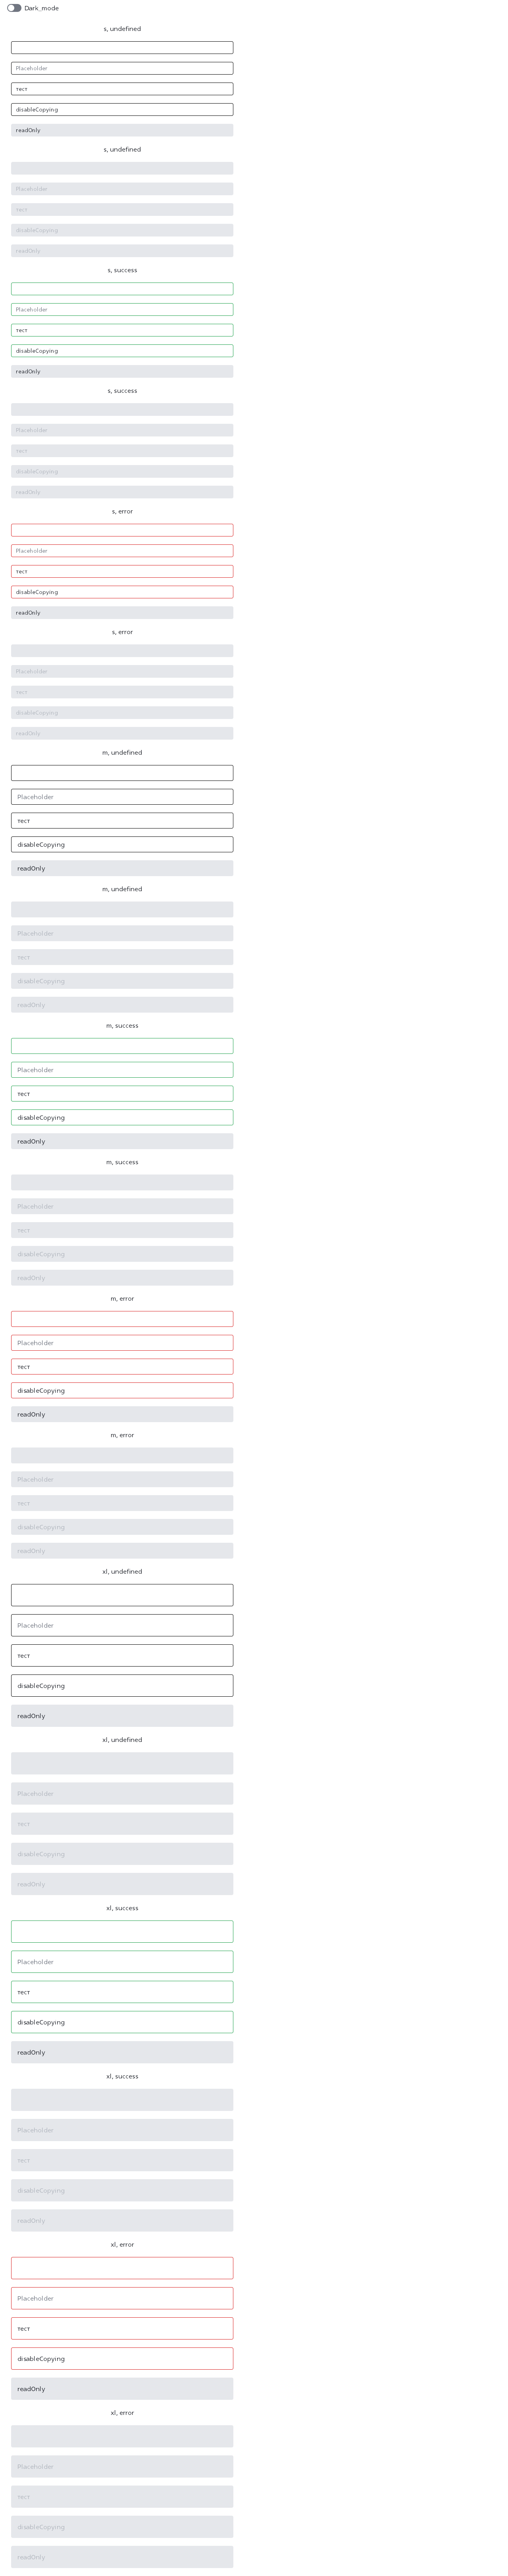 Dark_mode
s, undefined
Placeholder
тест
disableCopying
readOnly
s, undefined
Placeholder
тест
disableCopying
readOnly
s, success
Placeholder
тест
disableCopying
readOnly
s, success
Placeholder
тест
disableCopying
readOnly
s, error
Placeholder
тест
disableCopying
readOnly
s, error
Placeholder
тест
disableCopying
readOnly
m, undefined
Placeholder
тест
disableCopying
readOnly
m, undefined
Placeholder
тест
disableCopying
readOnly
m, success
Placeholder
тест
disableCopying
readOnly
m, success
Placeholder
тест
disableCopying
readOnly
m, error
Placeholder
тест
disableCopying
readOnly
m, error
Placeholder
тест
disableCopying
readOnly
xl, undefined
Placeholder
тест
disableCopying
readOnly
xl, undefined
Placeholder
тест
disableCopying
readOnly
xl, success
Placeholder
тест
disableCopying
readOnly
xl, success
Placeholder
тест
disableCopying
readOnly
xl, error
Placeholder
тест
disableCopying
readOnly
xl, error
Placeholder
тест
disableCopying
readOnly